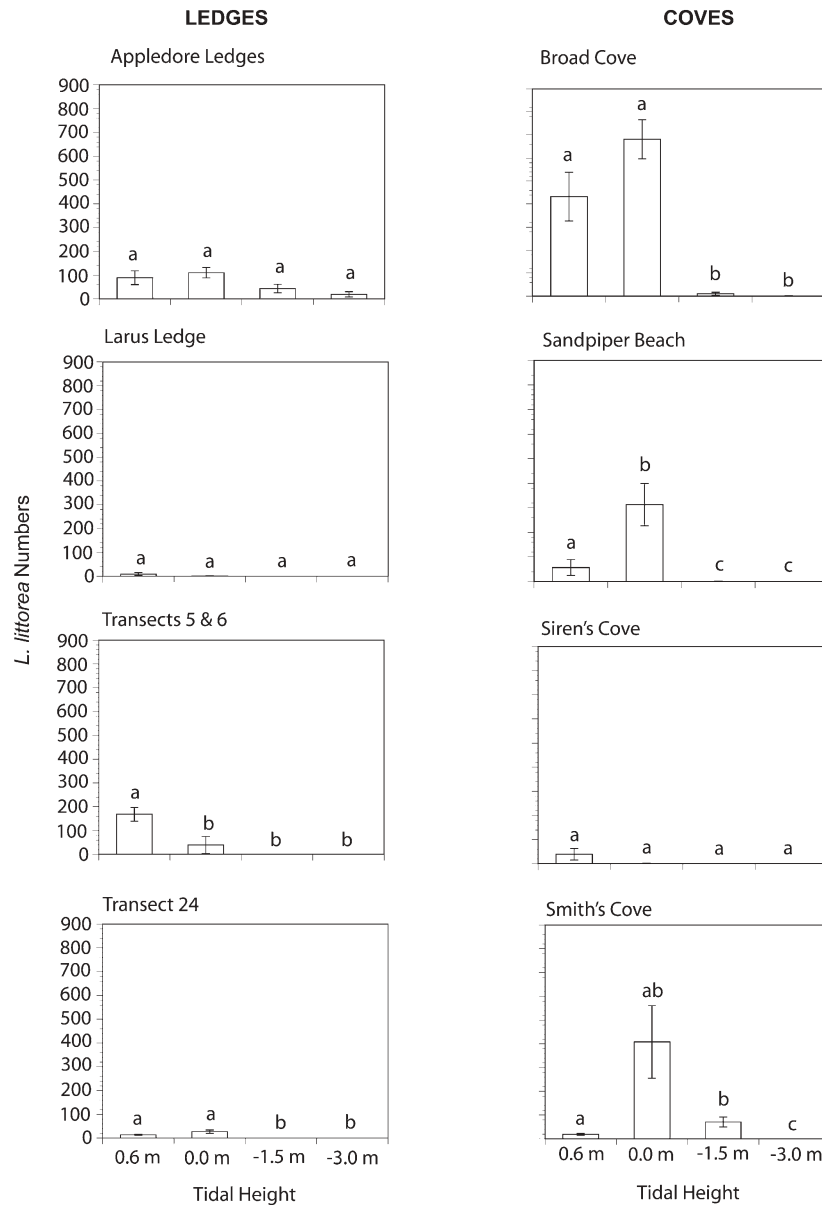 LEDGES
COVES
Appledore Ledges
900
800
700
600
500
400
300
200
100
0
a
a
a
a
Broad Cove
a
a
b
b
Larus Ledge
900
800
700
600
500
400
300
200
100
0
a
a
a
a
Sandpiper Beach
a
b
c
c
L. littorea Numbers
Transects 5 & 6
900
800
700
600
500
400
300
200
100
0
a
b
b
b
Siren's Cove
a
a
a
a
Transect 24
900
800
700
600
500
400
300
200
100
0
a
a
b
b
0.6 m 0.0 m -1.5 m -3.0 m
Tidal Height
Smith's Cove
a
ab
b
c
0.6 m 0.0 m -1.5 m -3.0 m
Tidal Height